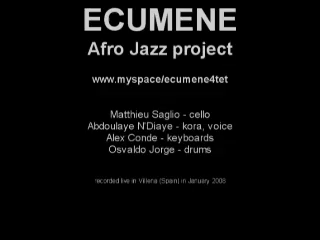 ECUMENE
Afro Jazz project
www.myspace/ecumene4tet
Matthieu Saglio - cello
Abdoulaye N'Diaye - kora, voice
Alex Conde - keyboards
Osvaldo Jorge - drums
recorded live in Villena (Spain) in January 2008